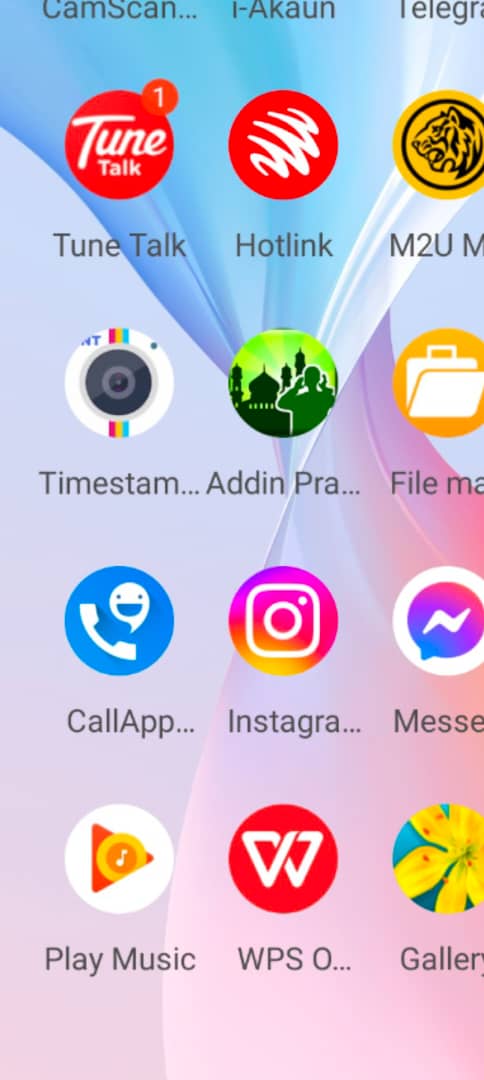 CamScan... i-Akaun Telegra
1
Tune
Talk
Tune Talk Hotlink M2U M
NT
Timestam... Addin Pra... File ma
CallApp... Instagra... Messe
Play Music WPS O... Gallery